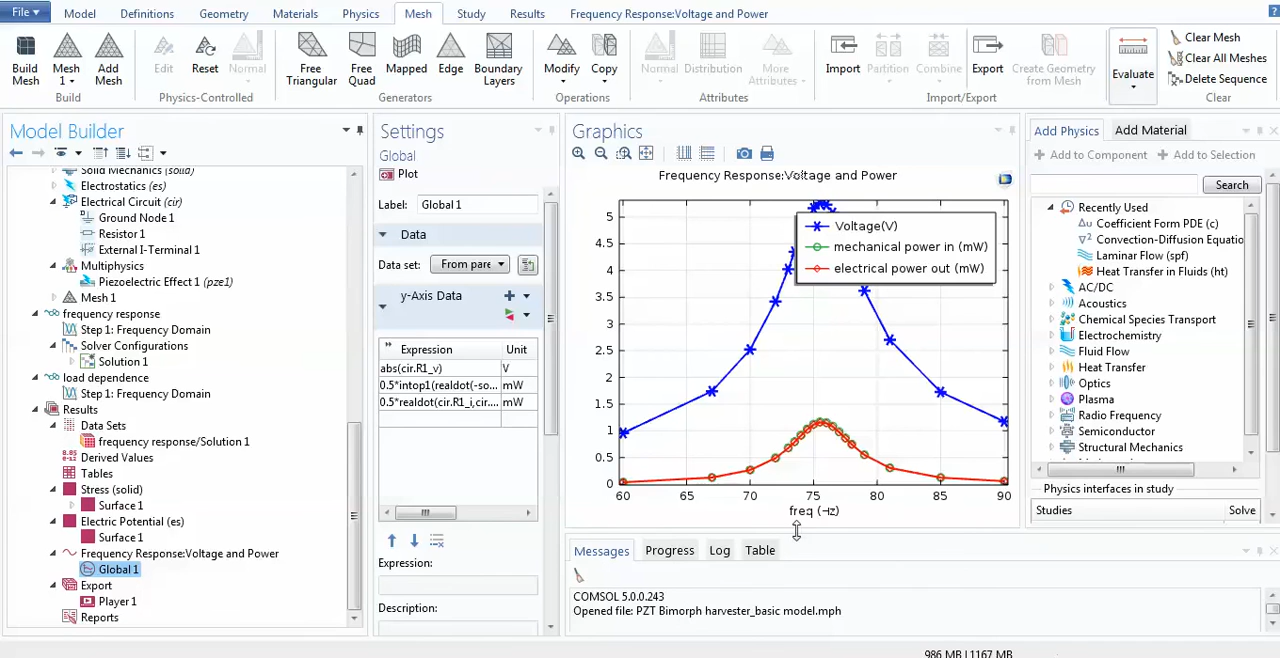 File
Model
Definitions
Geometry
Materials
Physics
Mesh
Study
Results
Frequency Response:Voltage and Power
?
Build Mesh
Mesh 1
Add Mesh
Edit
Reset
Normal
Free Triangular
Free Quad
Mapped
Edge
Boundary Layers
Modify
Copy
Normal
Distribution
More Attributes
Import
Partition
Combine
Export
Create Geometry from Mesh
Evaluate
Clear Mesh
Clear All Meshes
Delete Sequence
Build
Physics-Controlled
Generators
Operations
Attributes
Import/Export
Clear
Model Builder
Solid Mechanics (solid)
Electrostatics (es)
Electrical Circuit (cir)
Ground Node 1
Resistor 1
External I-Terminal 1
Multiphysics
Piezoelectric Effect 1 (pze1)
Mesh 1
frequency response
Step 1: Frequency Domain
Solver Configurations
Solution 1
load dependence
Step 1: Frequency Domain
Results
Data Sets
frequency response/Solution 1
8.85
e-12
Derived Values
Tables
Stress (solid)
Surface 1
Electric Potential (es)
Surface 1
Frequency Response:Voltage and Power
Global 1
Export
Player 1
Reports
Settings
Global
Plot
Label: Global 1
Data
Data set: From pare
y-Axis Data
Expression Unit
abs(cir.R1_v) V
0.5*intop1(realdot(-so... mW
0.5*realdot(cir.R1_i,cir.... mW
Expression:
Description:
Graphics
Frequency Response:Voltage and Power
Voltage(V)
mechanical power in (mW)
electrical power out (mW)
5
4.5
4
3.5
3
2.5
2
1.5
1
0.5
0
60 65 70 75 80 85 90
freq (Hz)
Messages
Progress
Log
Table
COMSOL 5.0.0.243
Opened file: PZT Bimorph harvester_basic model.mph
Add Physics
Add Material
Add to Component
Add to Selection
Search
Recently Used
Δu Coefficient Form PDE (c)
∇² Convection-Diffusion Equatio
Laminar Flow (spf)
Heat Transfer in Fluids (ht)
AC/DC
Acoustics
Chemical Species Transport
Electrochemistry
Fluid Flow
Heat Transfer
Optics
Plasma
Radio Frequency
Semiconductor
Structural Mechanics
Physics interfaces in study
Studies Solve
986 MB | 1167 MB